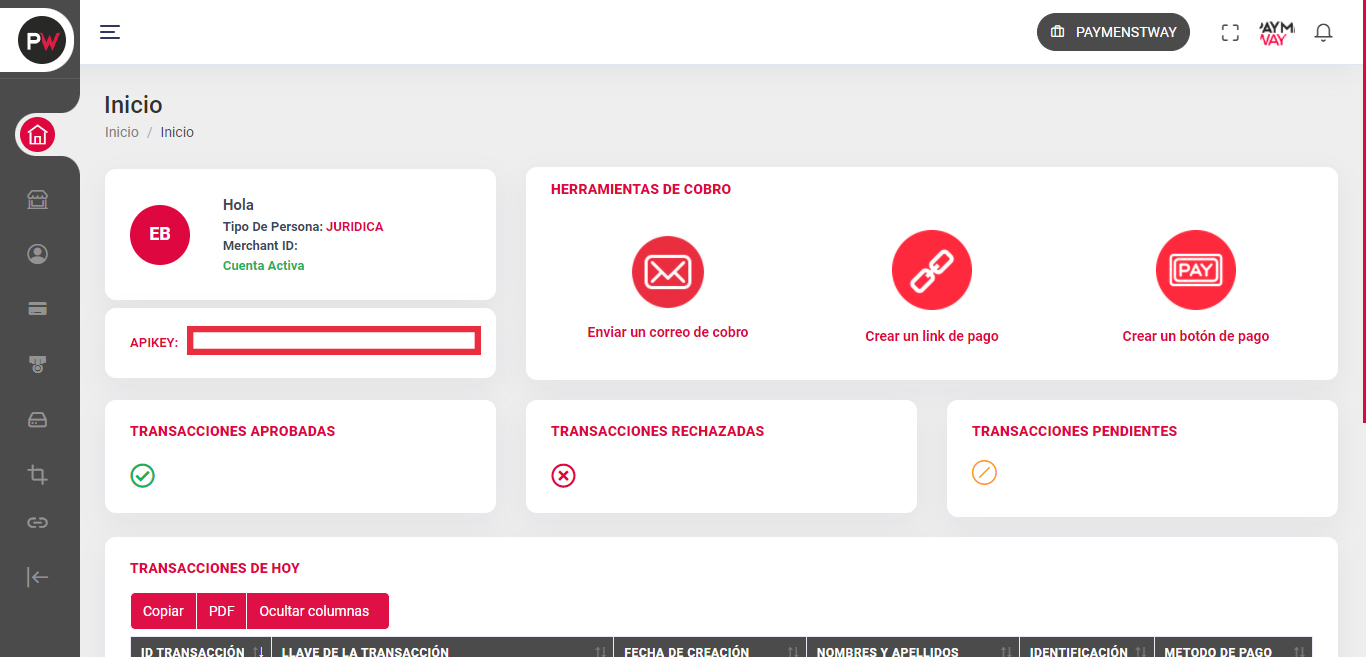 PW
PAYMENSTWAY
Inicio
Inicio / Inicio
EB
Hola
Tipo De Persona: JURIDICA
Merchant ID:
Cuenta Activa
APIKEY:
HERRAMIENTAS DE COBRO
Enviar un correo de cobro
Crear un link de pago
PAY
Crear un botón de pago
TRANSACCIONES APROBADAS
TRANSACCIONES RECHAZADAS
TRANSACCIONES PENDIENTES
TRANSACCIONES DE HOY
Copiar PDF Ocultar columnas
ID TRANSACCIÓN LLAVE DE LA TRANSACCIÓN FECHA DE CREACIÓN NOMBRES Y APELLIDOS IDENTIFICACIÓN METODO DE PAGO